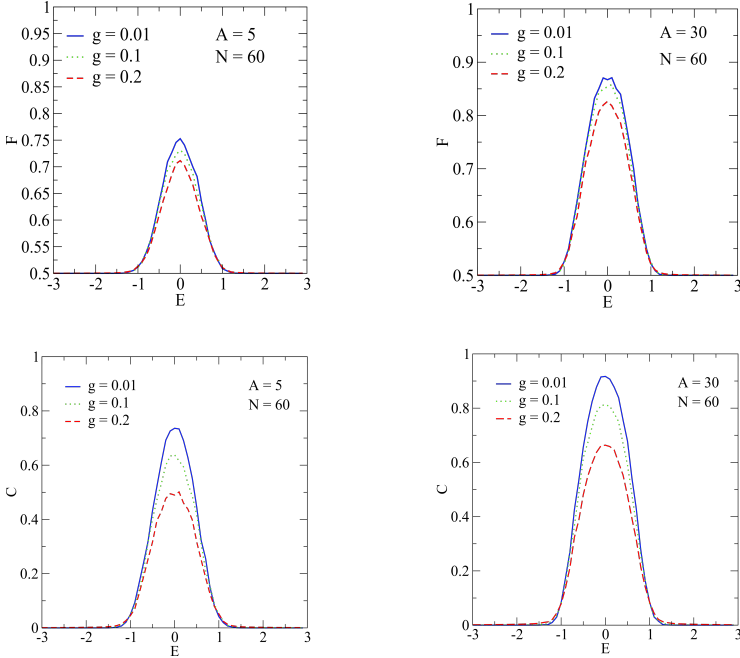 g = 0.01 A = 5
g = 0.1 N = 60
g = 0.2
1
0.95
0.9
0.85
0.8
0.75
0.7
0.65
0.6
0.55
0.5
F
-3 -2 -1 0 1 2 3
E
g = 0.01 A = 30
g = 0.1 N = 60
g = 0.2
1
0.9
0.8
0.7
0.6
0.5
F
-3 -2 -1 0 1 2 3
E
g = 0.01 A = 5
g = 0.1 N = 60
g = 0.2
1
0.8
0.6
0.4
0.2
0
C
-3 -2 -1 0 1 2 3
E
g = 0.01 A = 30
g = 0.1 N = 60
g = 0.2
1
0.8
0.6
0.4
0.2
0
C
-3 -2 -1 0 1 2 3
E